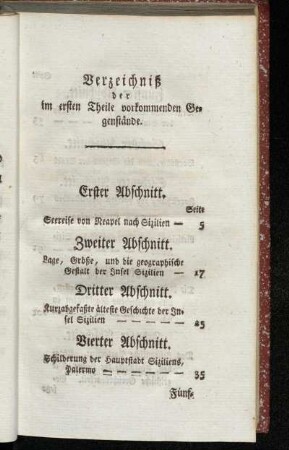 Verzeichniß
der
im ersten Theile vorkommenden Ge-
genstände.
Erster Abschnitt.
Seite
Seereise von Neapel nach Sizilien — 5
Zweiter Abschnitt.
Lage, Größe, und die geographische
Gestalt der Insel Sizilien — 17
Dritter Abschnitt.
Kurzabgefaßte älteste Geschichte der In-
sel Sizilien — 25
Vierter Abschnitt.
Schilderung der Hauptstadt Siziliens,
Palermo — 35
Fünf-